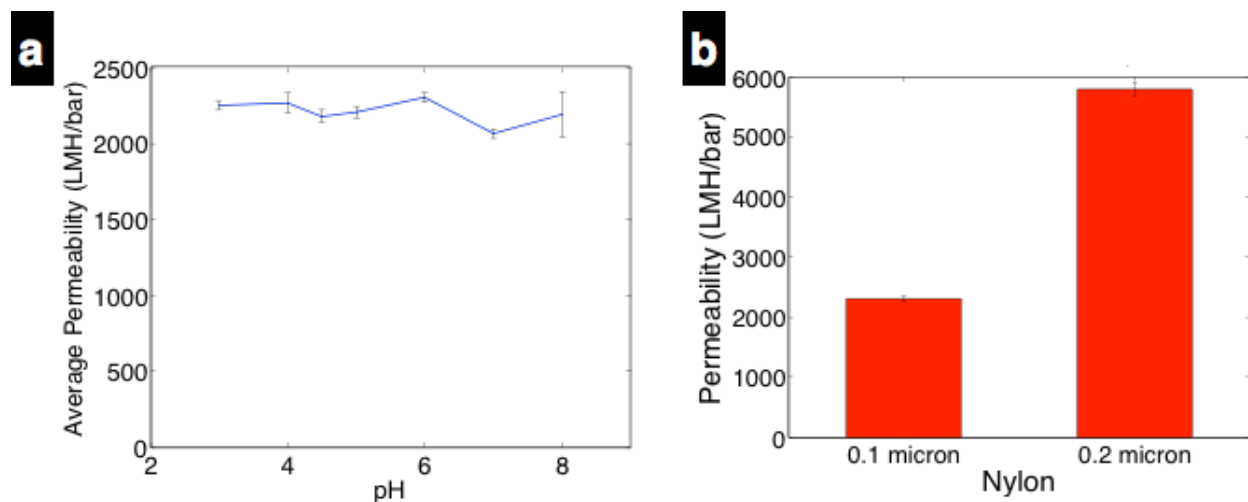 a
2500
2000
1500
1000
500
0
2
4
6
8
pH
Average Permeability (LMH/bar)
b
6000
5000
4000
3000
2000
1000
0
0.1 micron
0.2 micron
Nylon
Permeability (LMH/bar)